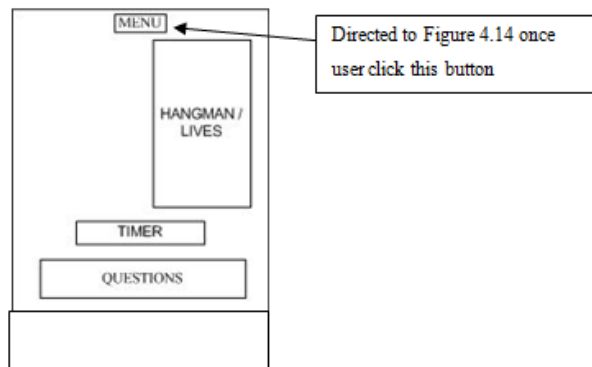 MENU
Directed to Figure 4.14 once
user click this button
HANGMAN /
LIVES
TIMER
QUESTIONS